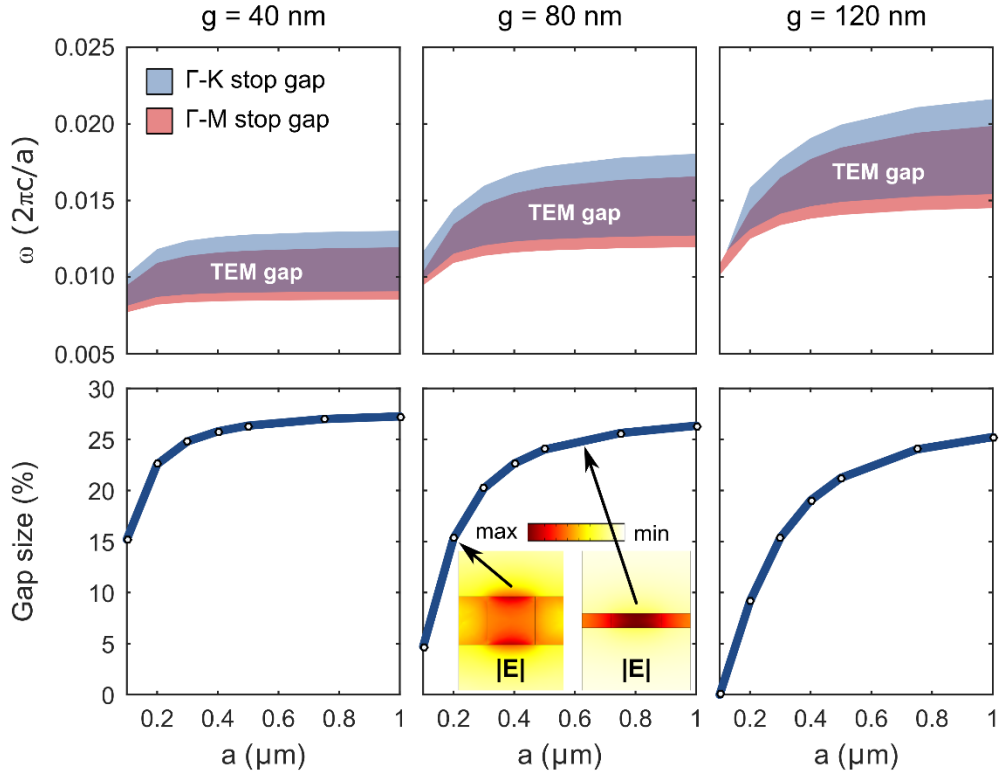 g = 40 nm
g = 80 nm
g = 120 nm
0.025
0.020
0.015
0.010
0.005
ω (2πc/a)
Γ-K stop gap
Γ-M stop gap
TEM gap
TEM gap
TEM gap
30
25
20
15
10
5
0
Gap size (%)
max
min
|E|
|E|
0.2 0.4 0.6 0.8 1
0.2 0.4 0.6 0.8 1
0.2 0.4 0.6 0.8 1
a (μm)
a (μm)
a (μm)